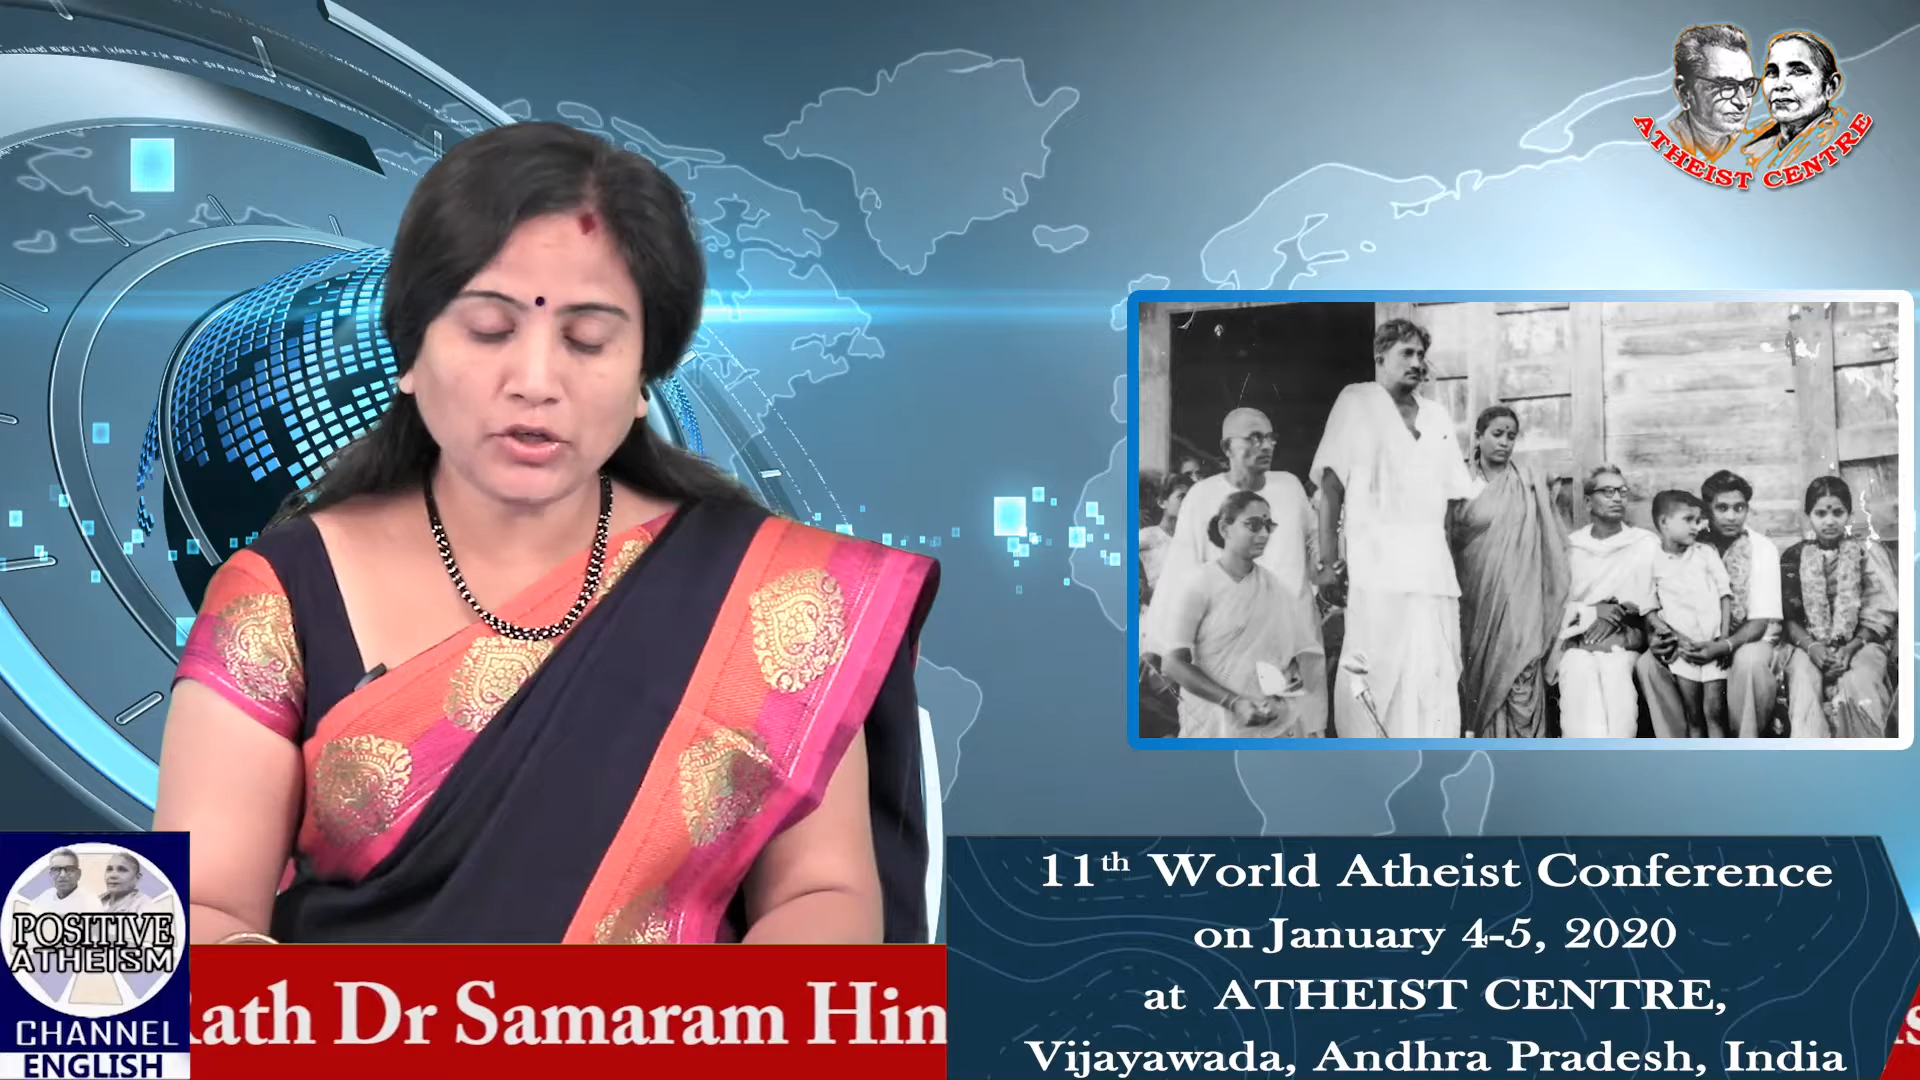 ATHEIST CENTRE
11th World Atheist Conference
on January 4-5, 2020
at ATHEIST CENTRE,
Vijayawada, Andhra Pradesh, India
POSITIVE
ATHEISM
CHANNEL
ENGLISH
ath Dr Samaram Hin